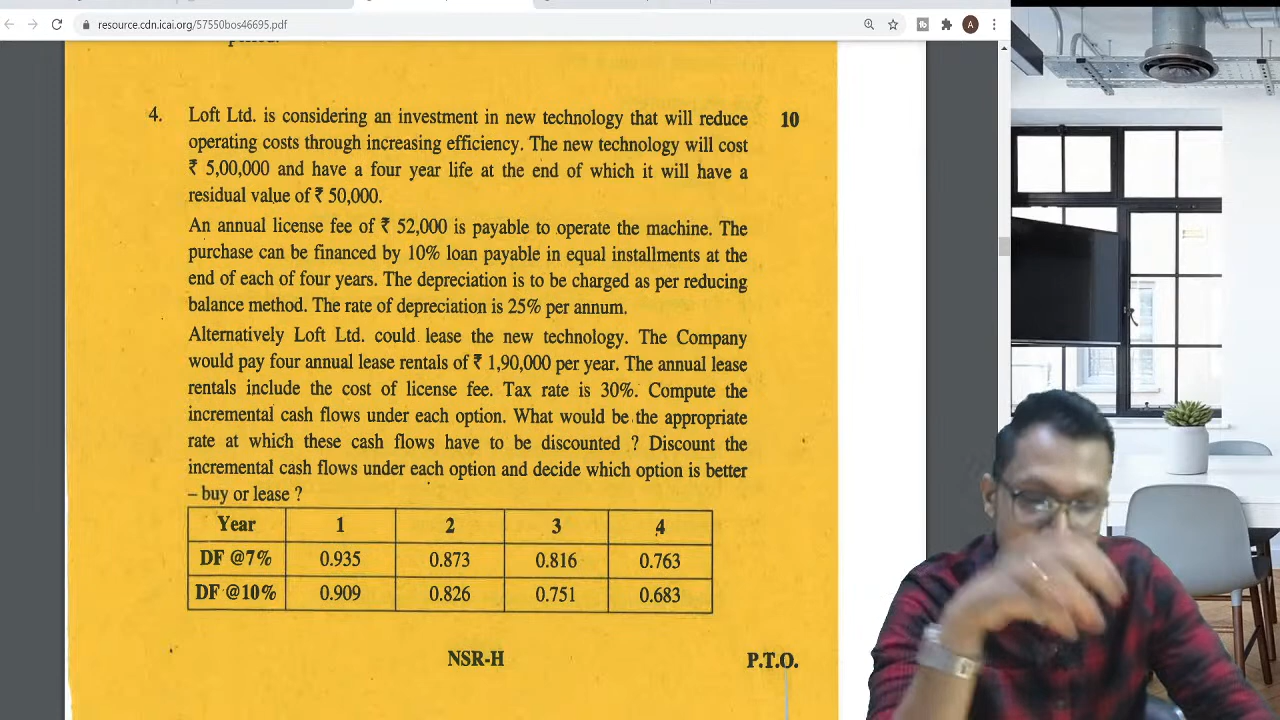 resource.cdn.icai.org/57550bos46695.pdf
A
4. Loft Ltd. is considering an investment in new technology that will reduce 10
operating costs through increasing efficiency. The new technology will cost
₹ 5,00,000 and have a four year life at the end of which it will have a
residual value of ₹ 50,000.
An annual license fee of ₹ 52,000 is payable to operate the machine. The
purchase can be financed by 10% loan payable in equal installments at the
end of each of four years. The depreciation is to be charged as per reducing
balance method. The rate of depreciation is 25% per annum.
Alternatively Loft Ltd. could lease the new technology. The Company
would pay four annual lease rentals of ₹ 1,90,000 per year. The annual lease
rentals include the cost of license fee. Tax rate is 30%. Compute the
incremental cash flows under each option. What would be the appropriate
rate at which these cash flows have to be discounted ? Discount the
incremental cash flows under each option and decide which option is better
– buy or lease ?
Year 1 2 3 4
DF @7% 0.935 0.873 0.816 0.763
DF @10% 0.909 0.826 0.751 0.683
NSR-H P.T.O.